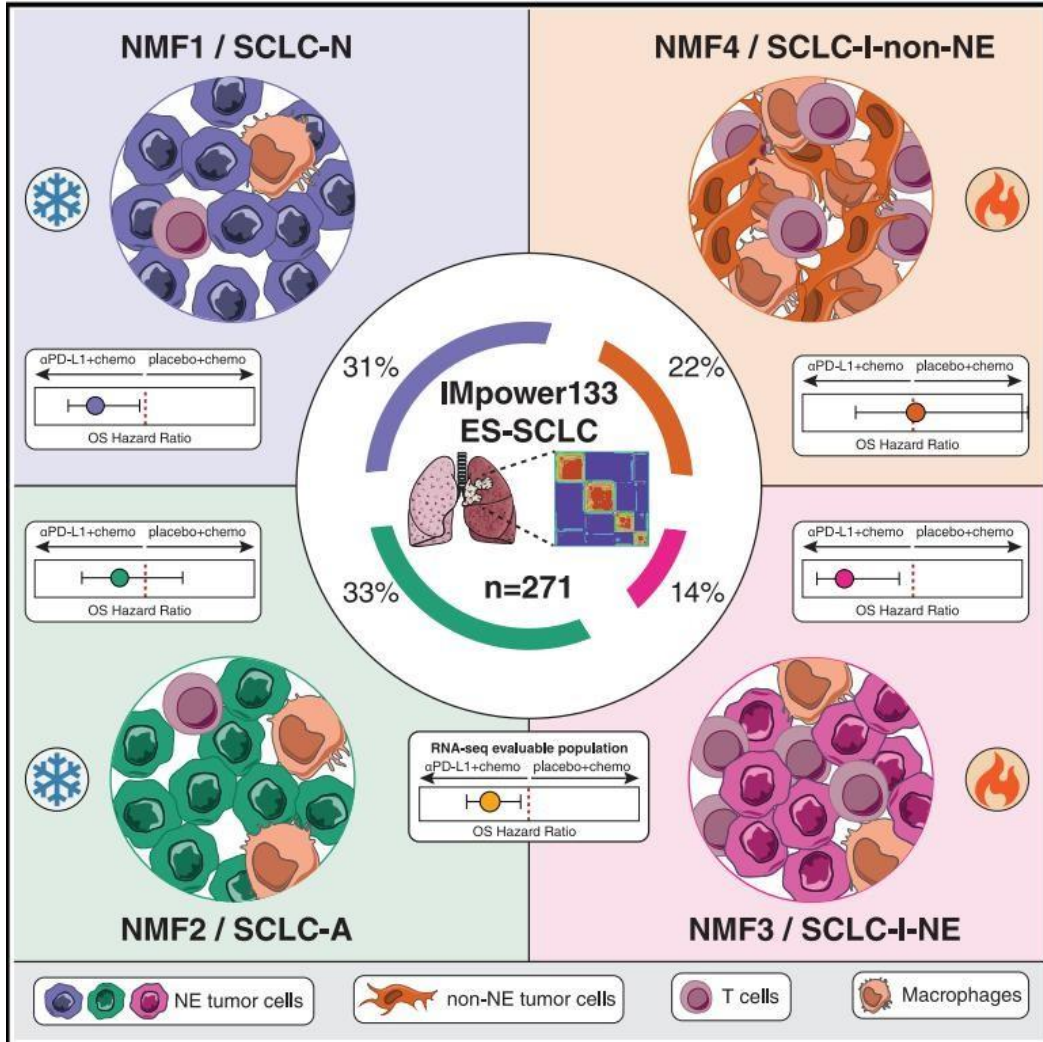 NMF1 / SCLC-N
NMF4 / SCLC-I-non-NE
αPD-L1+chemo placebo+chemo
OS Hazard Ratio
αPD-L1+chemo placebo+chemo
OS Hazard Ratio
31%
22%
IMpower133
ES-SCLC
n=271
33%
14%
αPD-L1+chemo placebo+chemo
OS Hazard Ratio
αPD-L1+chemo placebo+chemo
OS Hazard Ratio
RNA-seq evaluable population
αPD-L1+chemo placebo+chemo
OS Hazard Ratio
NMF2 / SCLC-A
NMF3 / SCLC-I-NE
NE tumor cells
non-NE tumor cells
T cells
Macrophages